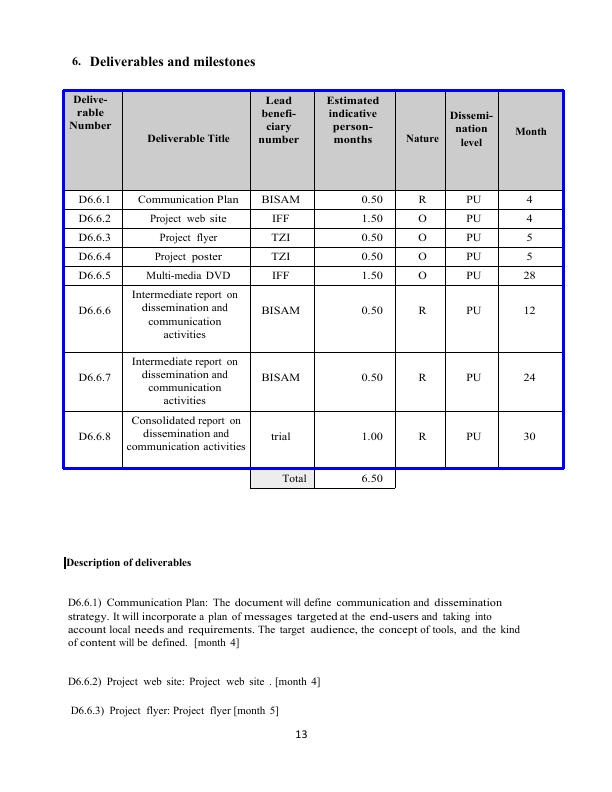 6. Deliverables and milestones
Delive-
rable
Number
Deliverable Title
Lead
benefi-
ciary
number
Estimated
indicative
person-
months
Nature
Dissemi-
nation
level
Month
D6.6.1 Communication Plan BISAM 0.50 R PU 4
D6.6.2 Project web site IFF 1.50 O PU 4
D6.6.3 Project flyer TZI 0.50 O PU 5
D6.6.4 Project poster TZI 0.50 O PU 5
D6.6.5 Multi-media DVD IFF 1.50 O PU 28
D6.6.6
Intermediate report on
dissemination and
communication
activities
BISAM 0.50 R PU 12
D6.6.7
Intermediate report on
dissemination and
communication
activities
BISAM 0.50 R PU 24
D6.6.8
Consolidated report on
dissemination and
communication activities
trial 1.00 R PU 30
Total 6.50
Description of deliverables
D6.6.1) Communication Plan: The document will define communication and dissemination
strategy. It will incorporate a plan of messages targeted at the end-users and taking into
account local needs and requirements. The target audience, the concept of tools, and the kind
of content will be defined. [month 4]
D6.6.2) Project web site: Project web site . [month 4]
D6.6.3) Project flyer: Project flyer [month 5]
13